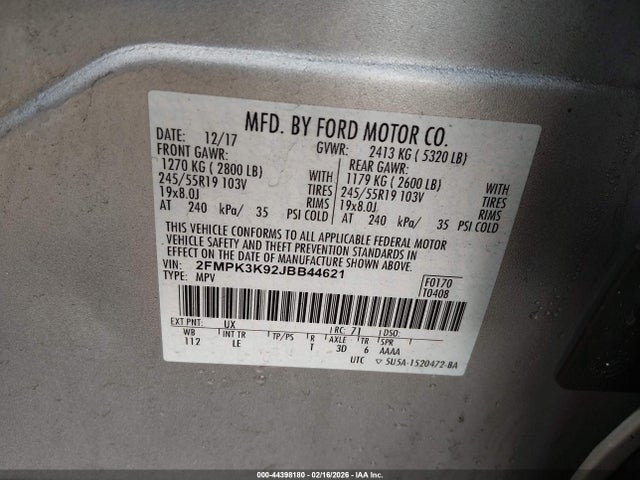 MFD. BY FORD MOTOR CO.
DATE: 12/17 GVWR: 2413 KG ( 5320 LB)
FRONT GAWR: REAR GAWR:
1270 KG ( 2800 LB) WITH 1179 KG ( 2600 LB) WITH
245/55R19 103V TIRES 245/55R19 103V TIRES
19x8.0J RIMS 19x8.0J RIMS
AT 240 kPa/ 35 PSI COLD AT 240 kPa/ 35 PSI COLD
THIS VEHICLE CONFORMS TO ALL APPLICABLE FEDERAL MOTOR
VEHICLE SAFETY AND THEFT PREVENTION STANDARDS IN
EFFECT ON THE DATE OF MANUFACTURE SHOWN ABOVE.
VIN: 2FMPK3K92JBB44621 F0170
TYPE: MPV T0408
EXT PNT: UX RC: 71 DSO:
WB INT TR TP/PS R AXLE TR SPR
112 LE T 3D 6 AAAA
UTC ▽ 5U5A-1520472-BA
000-44398180 - 02/16/2026 - IAA Inc.